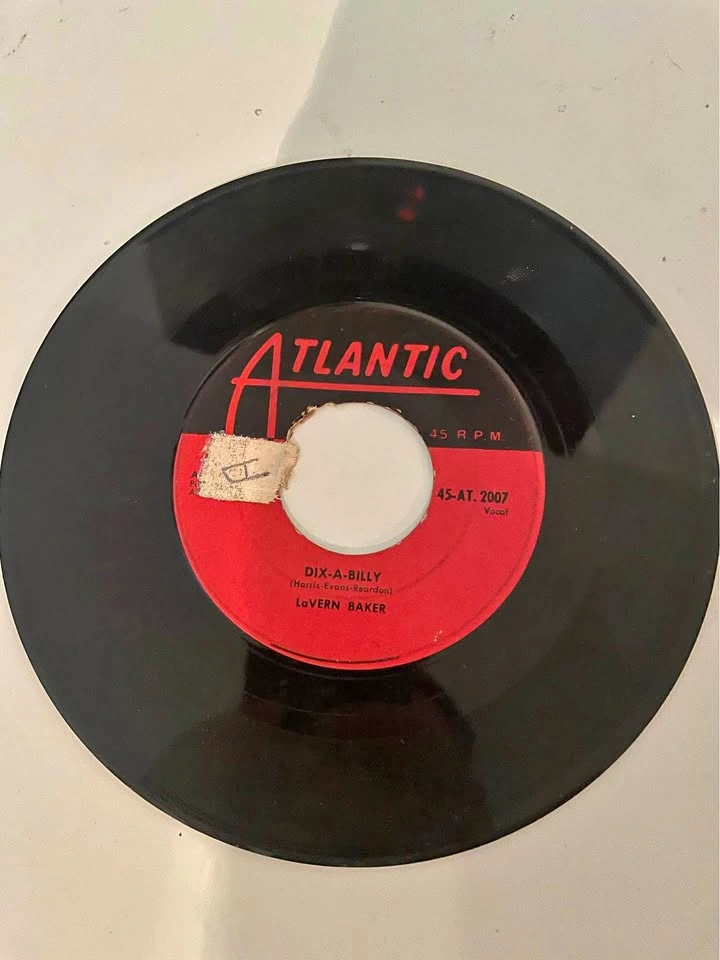 ATLANTIC
45 R.P.M.
A
45-AT. 2007
Vocal
DIX-A-BILLY
(Harris-Evans-Reardon)
LaVERN BAKER